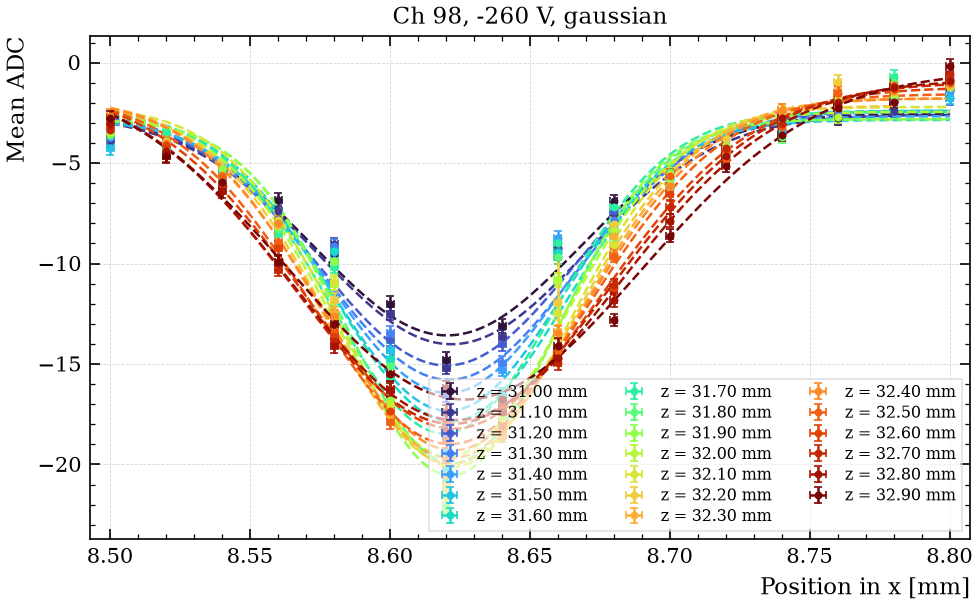 Ch 98, -260 V, gaussian
Mean ADC
0
−5
−10
−15
−20
z = 31.00 mm
z = 31.10 mm
z = 31.20 mm
z = 31.30 mm
z = 31.40 mm
z = 31.50 mm
z = 31.60 mm
z = 31.70 mm
z = 31.80 mm
z = 31.90 mm
z = 32.00 mm
z = 32.10 mm
z = 32.20 mm
z = 32.30 mm
z = 32.40 mm
z = 32.50 mm
z = 32.60 mm
z = 32.70 mm
z = 32.80 mm
z = 32.90 mm
8.50 8.55 8.60 8.65 8.70 8.75 8.80
Position in x [mm]